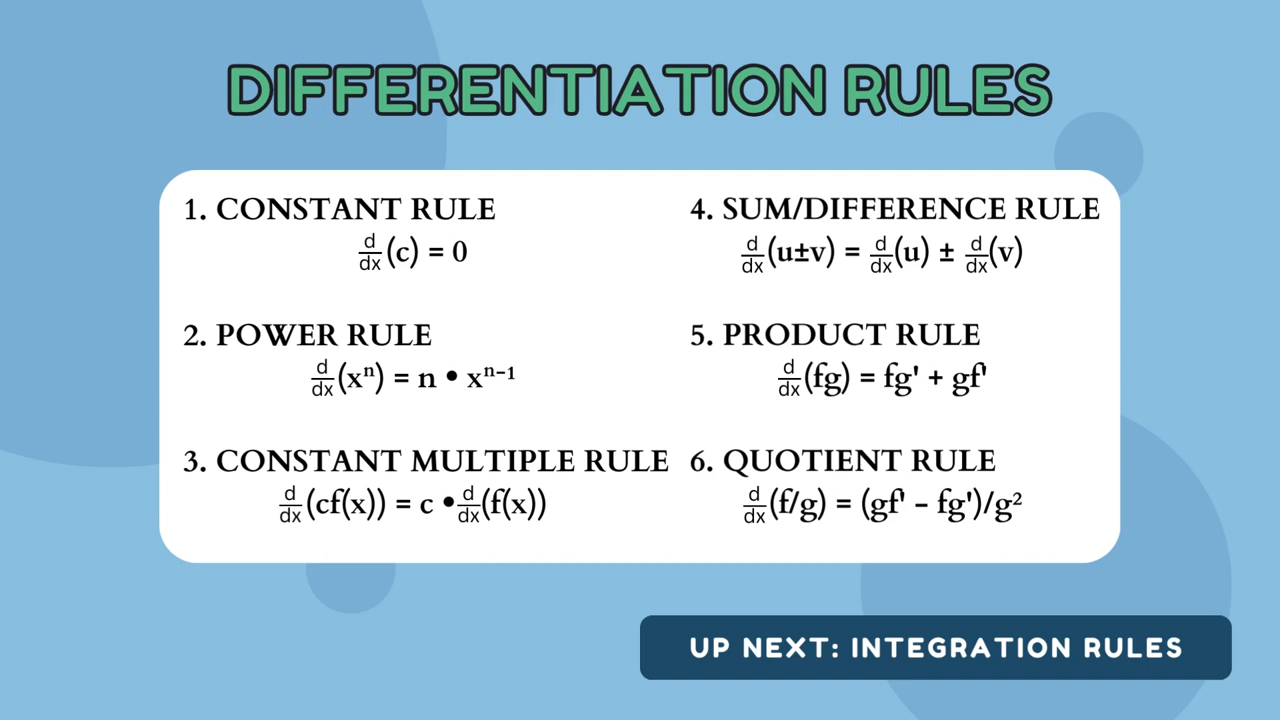 DIFFERENTIATION RULES
1. CONSTANT RULE
d/dx (c) = 0
2. POWER RULE
d/dx (xⁿ) = n • xⁿ⁻¹
3. CONSTANT MULTIPLE RULE
d/dx (cf(x)) = c • d/dx (f(x))
4. SUM/DIFFERENCE RULE
d/dx (u±v) = d/dx (u) ± d/dx (v)
5. PRODUCT RULE
d/dx (fg) = fg' + gf'
6. QUOTIENT RULE
d/dx (f/g) = (gf' - fg')/g²
UP NEXT: INTEGRATION RULES